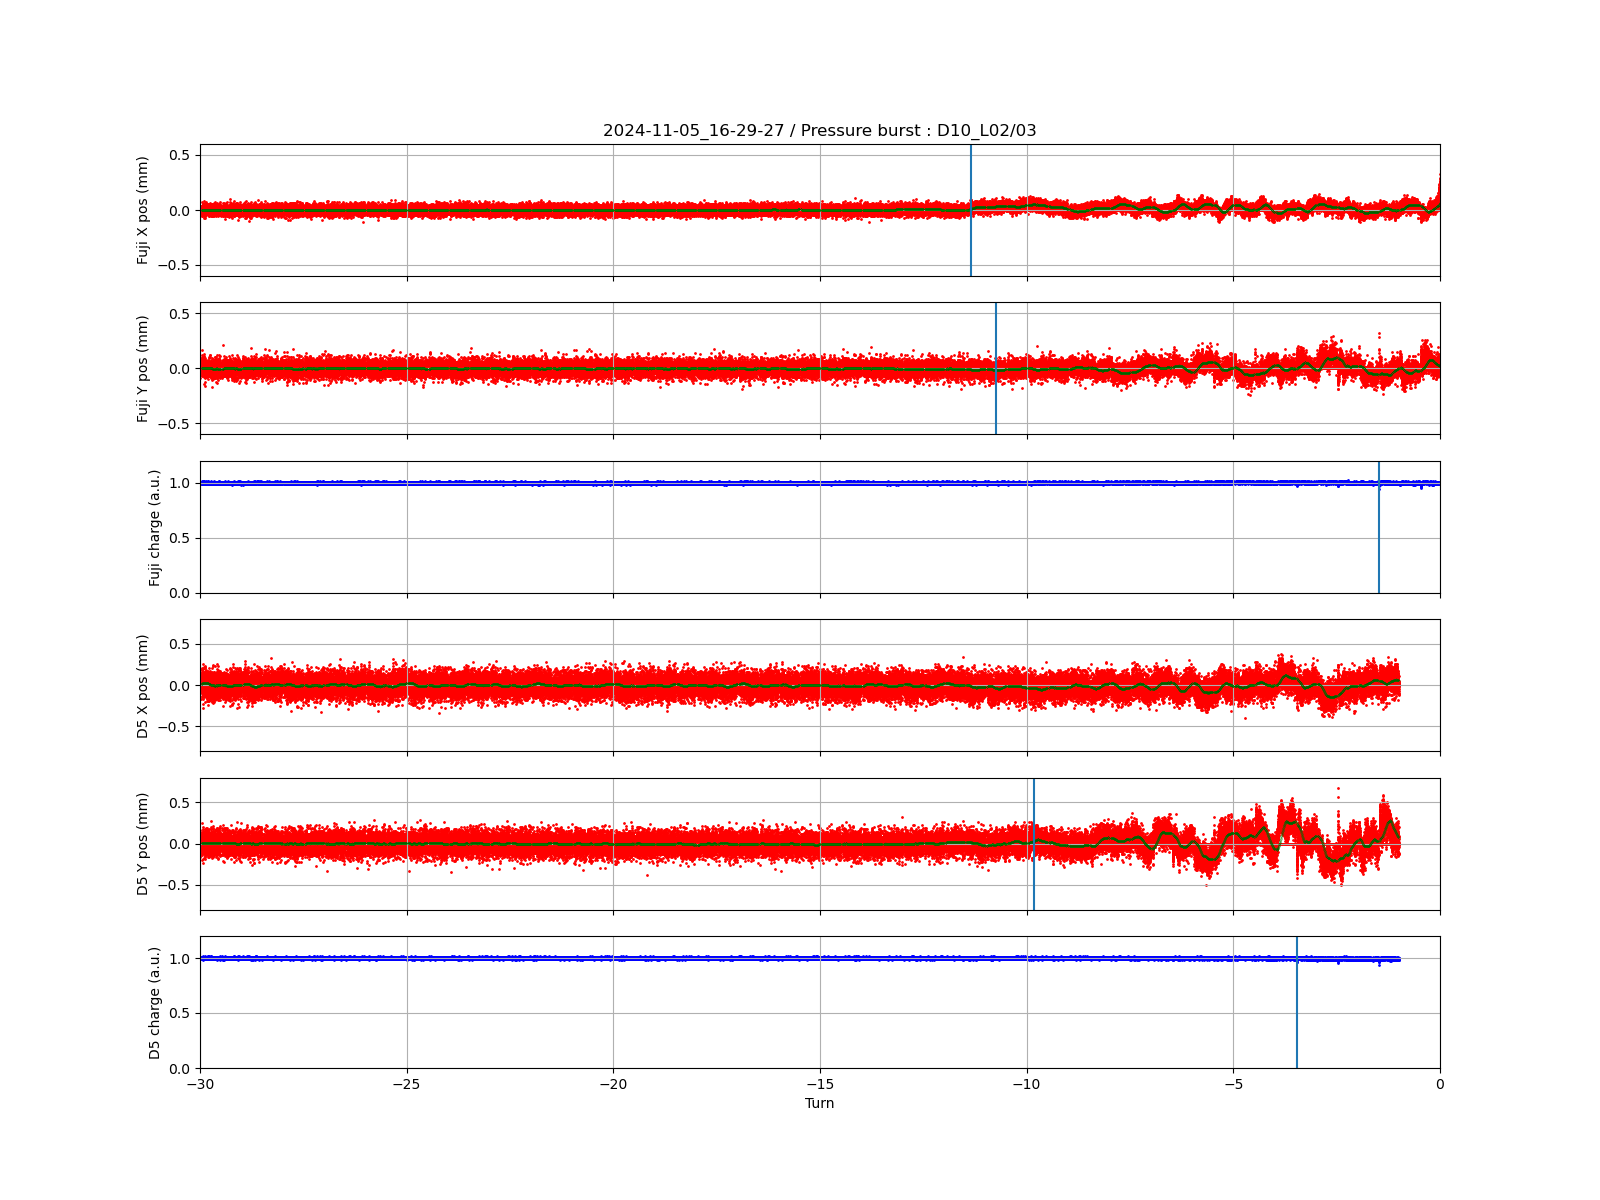 2024-11-05_16-29-27 / Pressure burst : D10_L02/03
0.5
0.0
−0.5
Fuji X pos (mm)
0.5
0.0
−0.5
Fuji Y pos (mm)
1.0
0.5
0.0
Fuji charge (a.u.)
0.5
0.0
−0.5
D5 X pos (mm)
0.5
0.0
−0.5
D5 Y pos (mm)
1.0
0.5
0.0
D5 charge (a.u.)
−30 −25 −20 −15 −10 −5 0
Turn